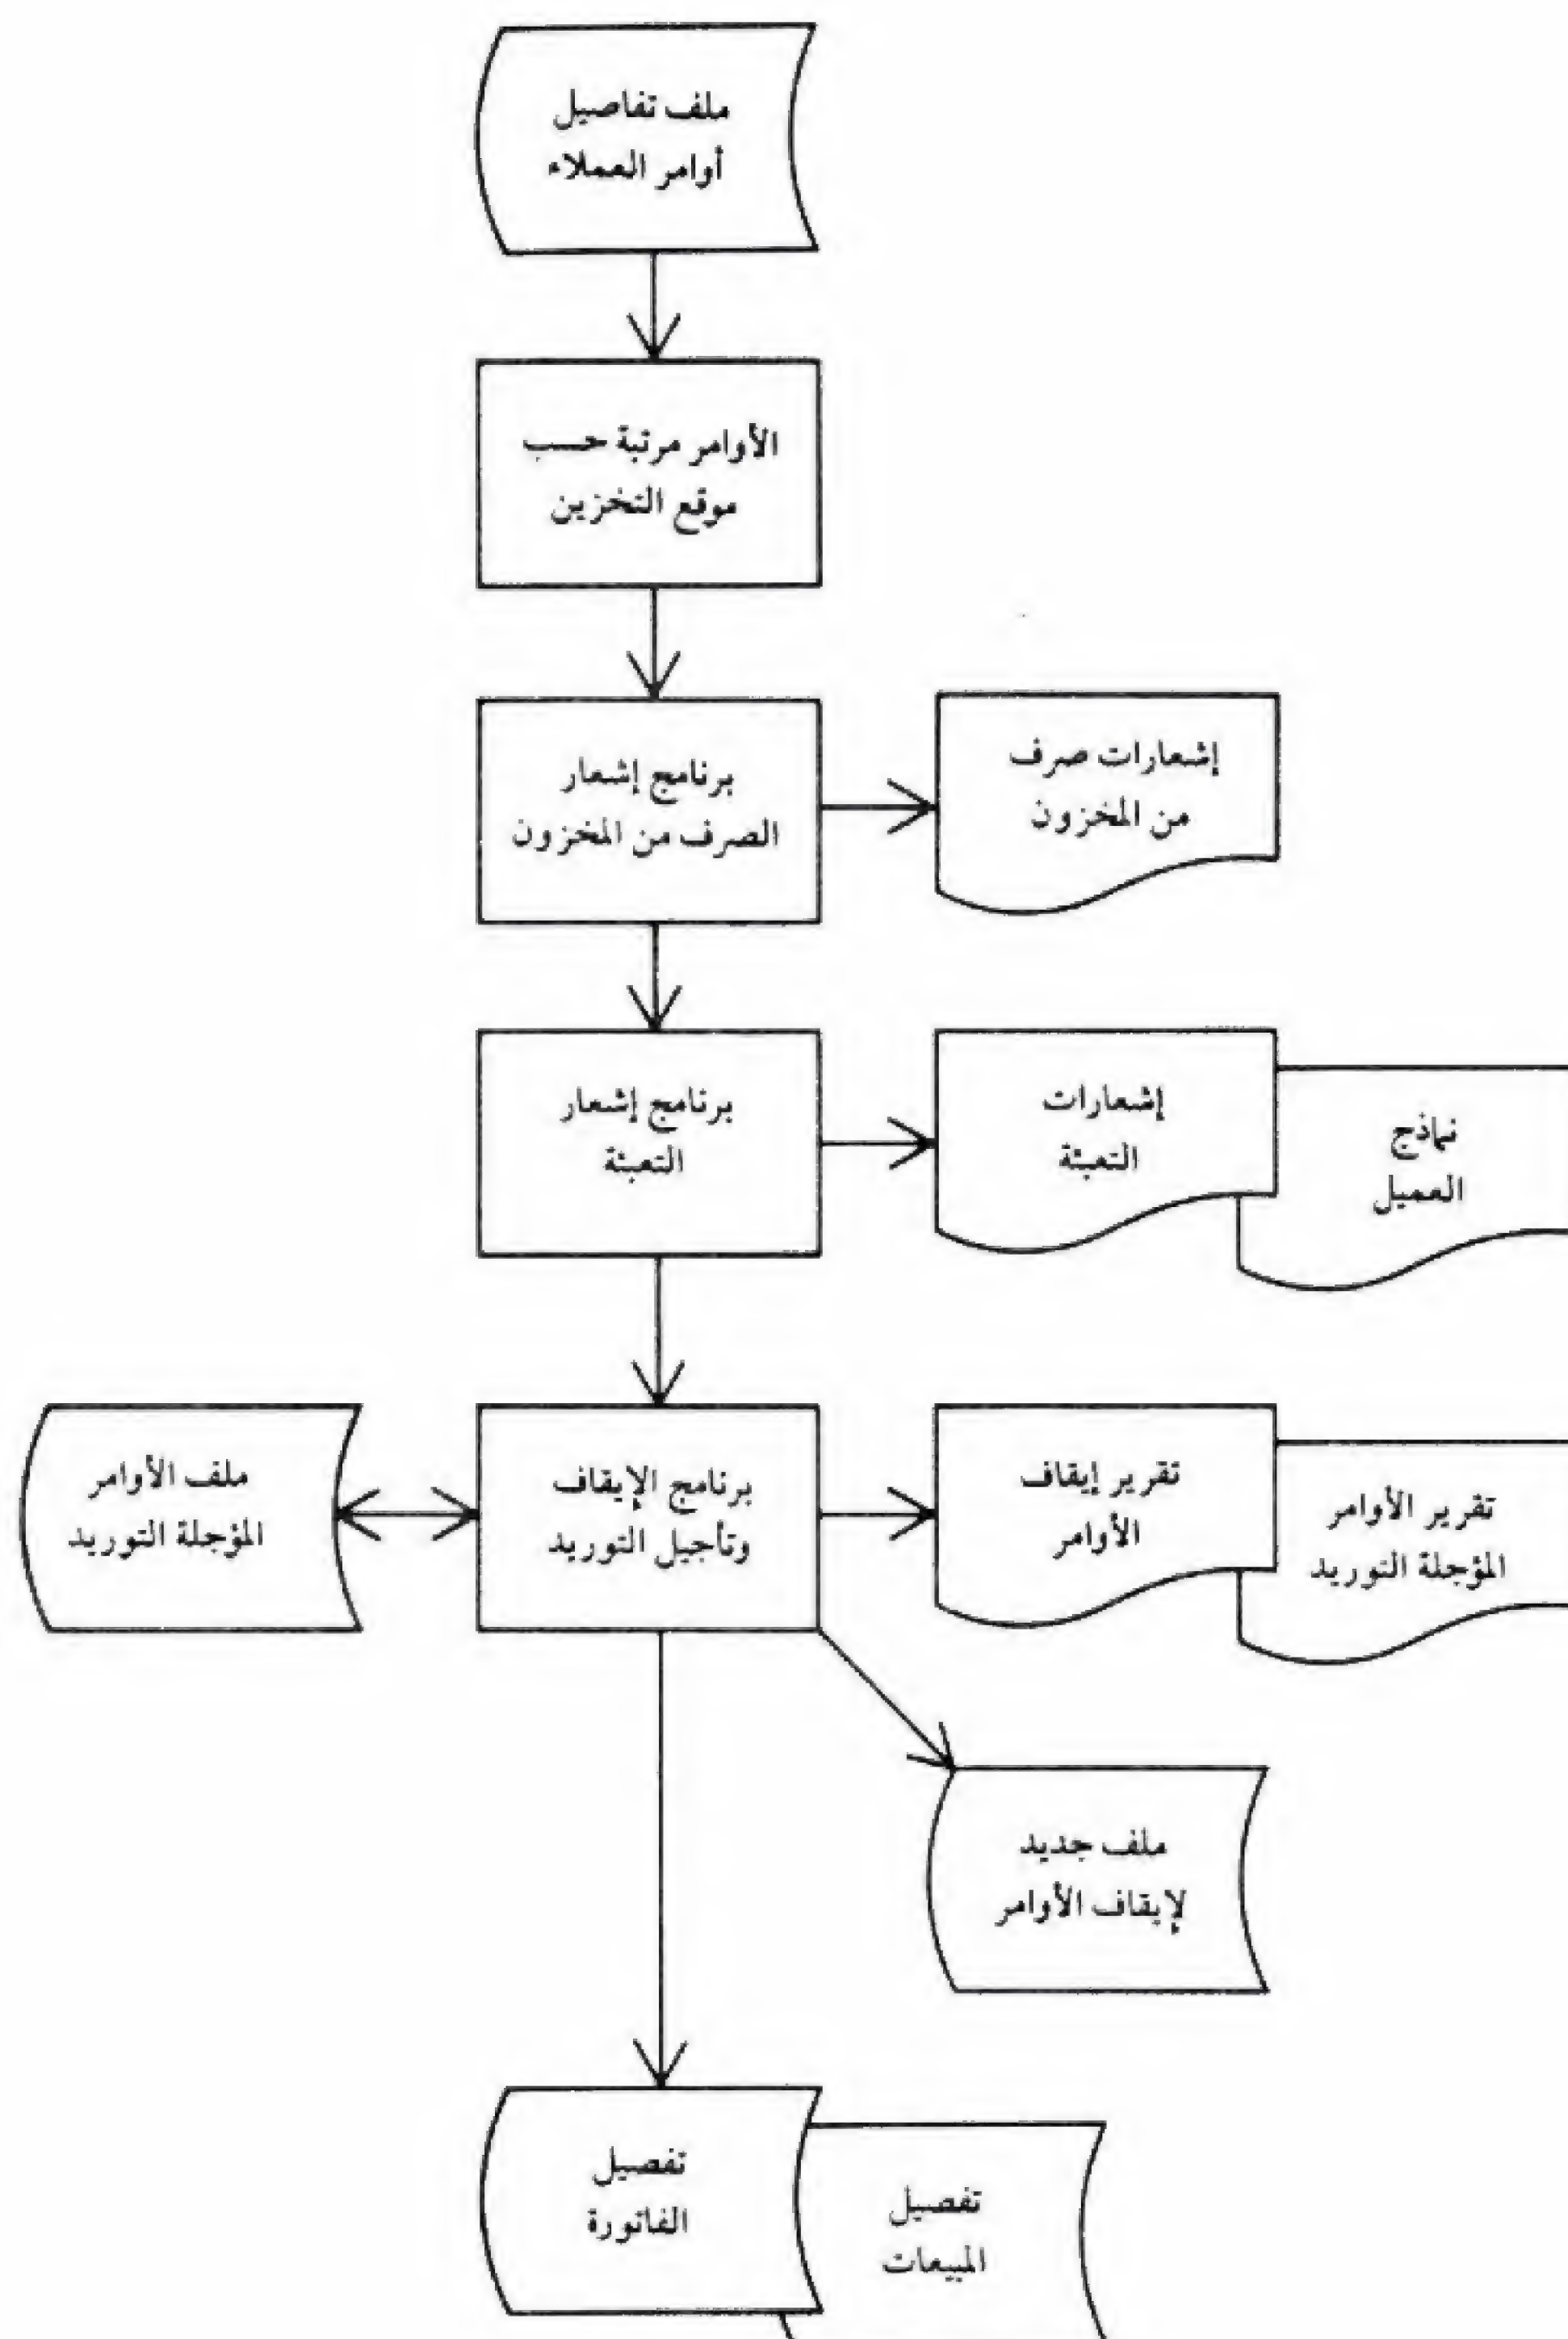 ملف تفاصيل
أوامر العملاء
الأوامر مرتبة حسب
موقع التخزين
برنامج إشعار
الصرف من المخزون
إشعارات صرف
من المخزون
برنامج إشعار
التعبئة
إشعارات
التعبئة
نماذج
العميل
ملف الأوامر
المؤجلة التوريد
برنامج الإيقاف
وتأجيل التوريد
تقرير إيقاف
الأوامر
تقرير الأوامر
المؤجلة التوريد
ملف جديد
لإيقاف الأوامر
تفصيل
الفاتورة
تفصيل
المبيعات